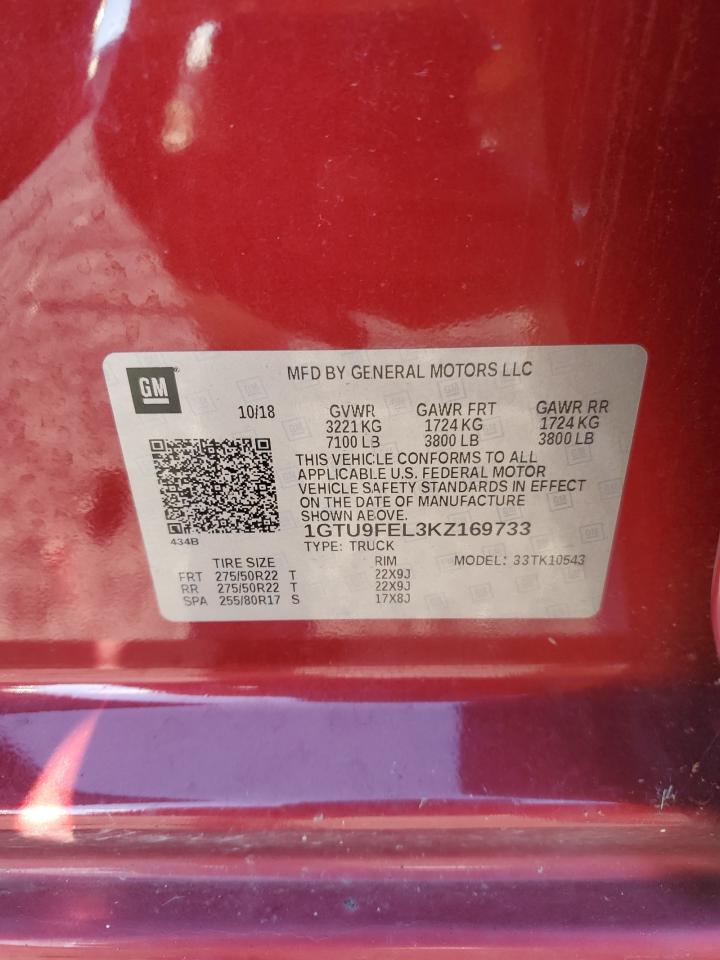 GM
®
MFD BY GENERAL MOTORS LLC
10/18
GVWR GAWR FRT GAWR RR
3221 KG 1724 KG 1724 KG
7100 LB 3800 LB 3800 LB
THIS VEHICLE CONFORMS TO ALL
APPLICABLE U.S. FEDERAL MOTOR
VEHICLE SAFETY STANDARDS IN EFFECT
ON THE DATE OF MANUFACTURE
SHOWN ABOVE.
434B
1GTU9FEL3KZ169733
TYPE: TRUCK
TIRE SIZE RIM MODEL: 33TK10543
FRT 275/50R22 T 22X9J
RR 275/50R22 T 22X9J
SPA 255/80R17 S 17X8J